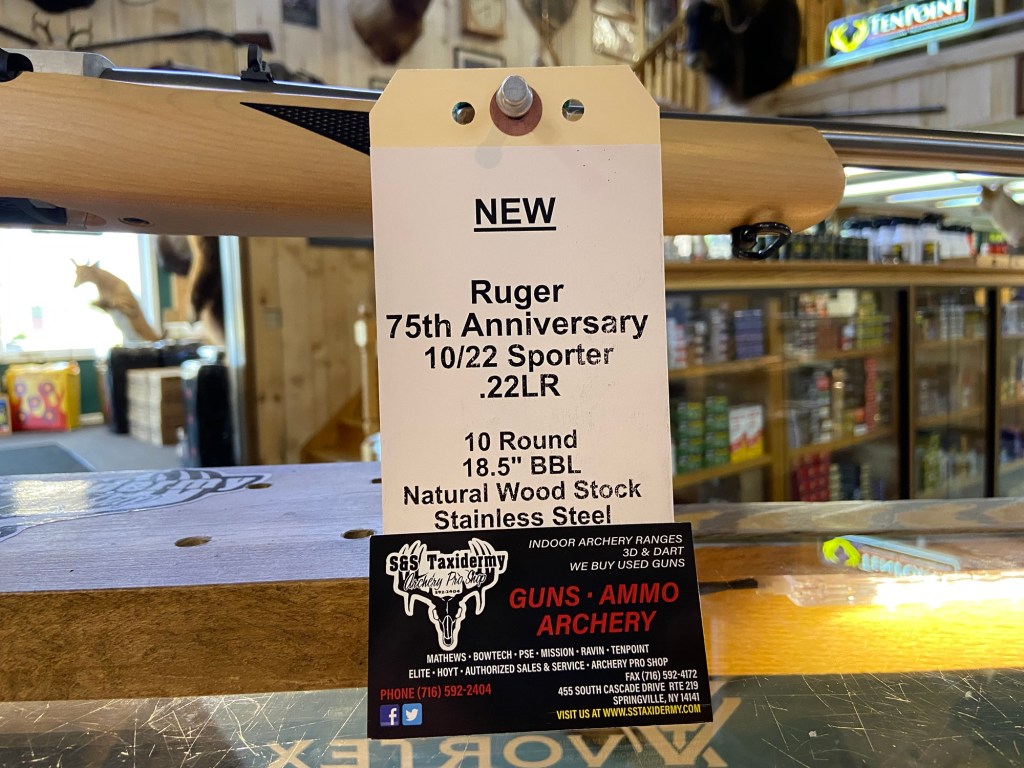 TENPOINT
NEW
Ruger
75th Anniversary
10/22 Sporter
.22LR
10 Round
18.5" BBL
Natural Wood Stock
Stainless Steel
S&S Taxidermy
Archery Pro Shop
592-2404
INDOOR ARCHERY RANGES
3D & DART
WE BUY USED GUNS
GUNS · AMMO
ARCHERY
MATHEWS · BOWTECH · PSE · MISSION · RAVIN · TENPOINT
ELITE · HOYT · AUTHORIZED SALES & SERVICE · ARCHERY PRO SHOP
FAX (716) 592-4172
PHONE (716) 592-2404
455 SOUTH CASCADE DRIVE RTE 219
SPRINGVILLE, NY 14141
VISIT US AT WWW.SSTAXIDERMY.COM
VORTEX